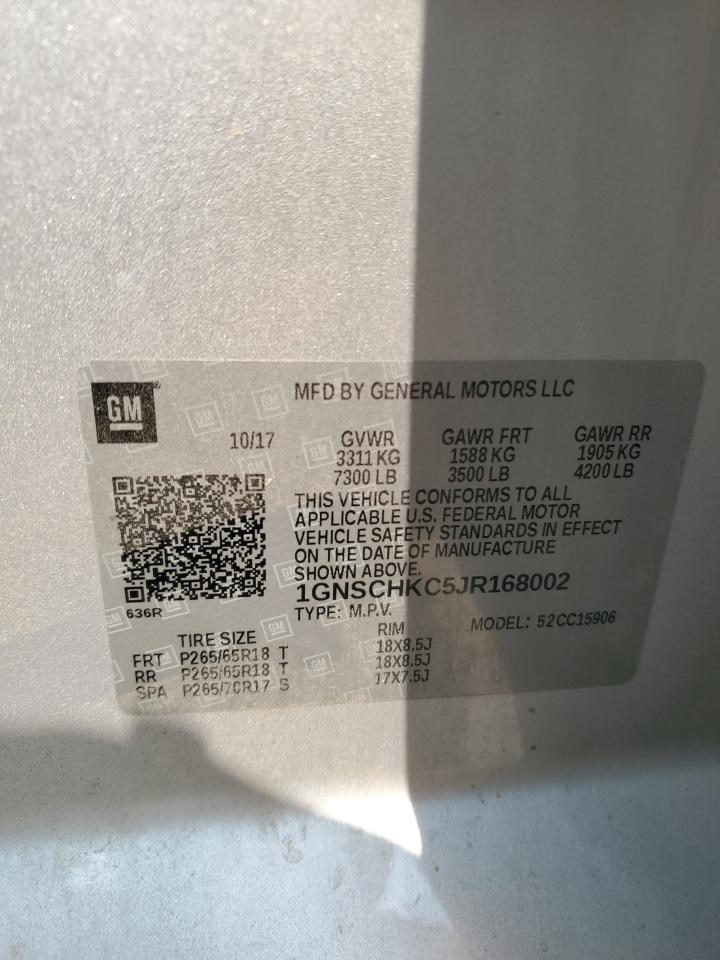 GM
MFD BY GENERAL MOTORS LLC
10/17
GVWR GAWR FRT GAWR RR
3311 KG 1588 KG 1905 KG
7300 LB 3500 LB 4200 LB
THIS VEHICLE CONFORMS TO ALL
APPLICABLE U.S. FEDERAL MOTOR
VEHICLE SAFETY STANDARDS IN EFFECT
ON THE DATE OF MANUFACTURE
SHOWN ABOVE.
1GNSCHKC5JR168002
636R
TYPE: M.P.V. MODEL: 52CC15906
TIRE SIZE RIM
FRT P265/65R18 T 18X8.5J
RR P265/65R18 T 18X8.5J
SPA P265/70R17 S 17X7.5J